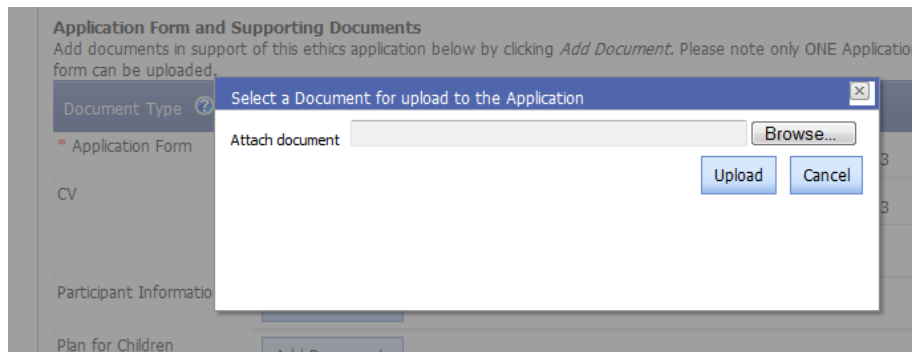 Application Form and Supporting Documents
Add documents in support of this ethics application below by clicking Add Document. Please note only ONE Applicatio
form can be uploaded.
Select a Document for upload to the Application
Document Type
* Application Form
Attach document
Browse...
3
Upload
Cancel
CV
3
Participant Informatio
Plan for Children